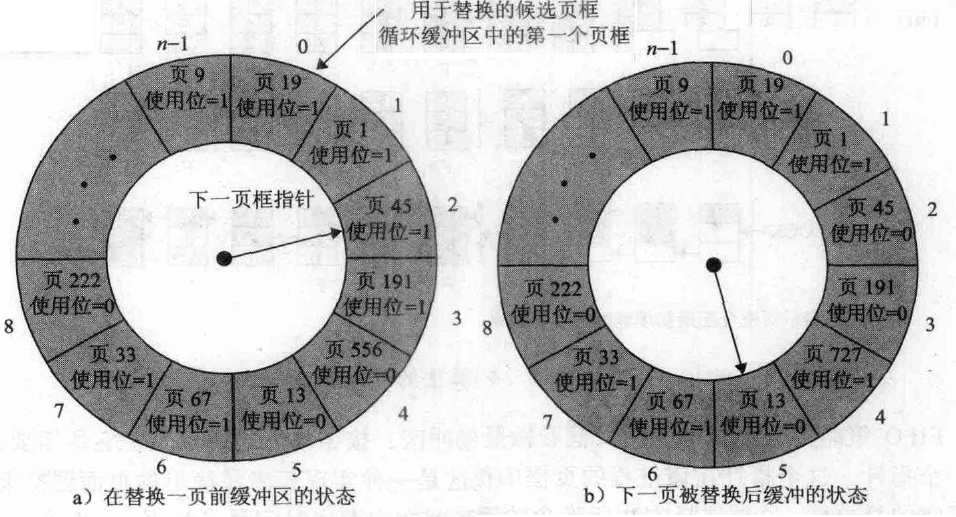 用于替换的候选页框
循环缓冲区中的第一个页框
n–1
0
页 9
使用位=1
页 19
使用位=1
1
页 1
使用位=1
下一页框指针
2
页 45
使用位=1
页 191
使用位=1
3
页 556
使用位=0
4
页 13
使用位=0
5
页 67
使用位=1
6
页 33
使用位=1
7
页 222
使用位=0
8
a）在替换一页前缓冲区的状态
n–1
0
页 9
使用位=1
页 19
使用位=1
1
页 1
使用位=1
2
页 45
使用位=0
页 191
使用位=0
3
页 727
使用位=1
4
页 13
使用位=0
5
页 67
使用位=1
6
页 33
使用位=1
7
页 222
使用位=0
8
b）下一页被替换后缓冲的状态